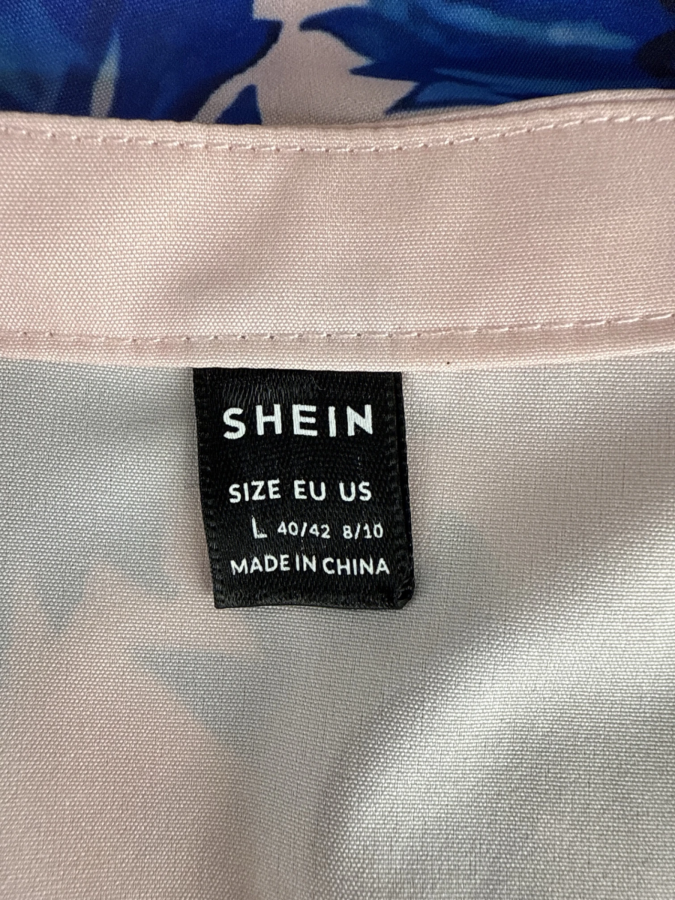 SHEIN
SIZE EU US
L 40/42 8/10
MADE IN CHINA